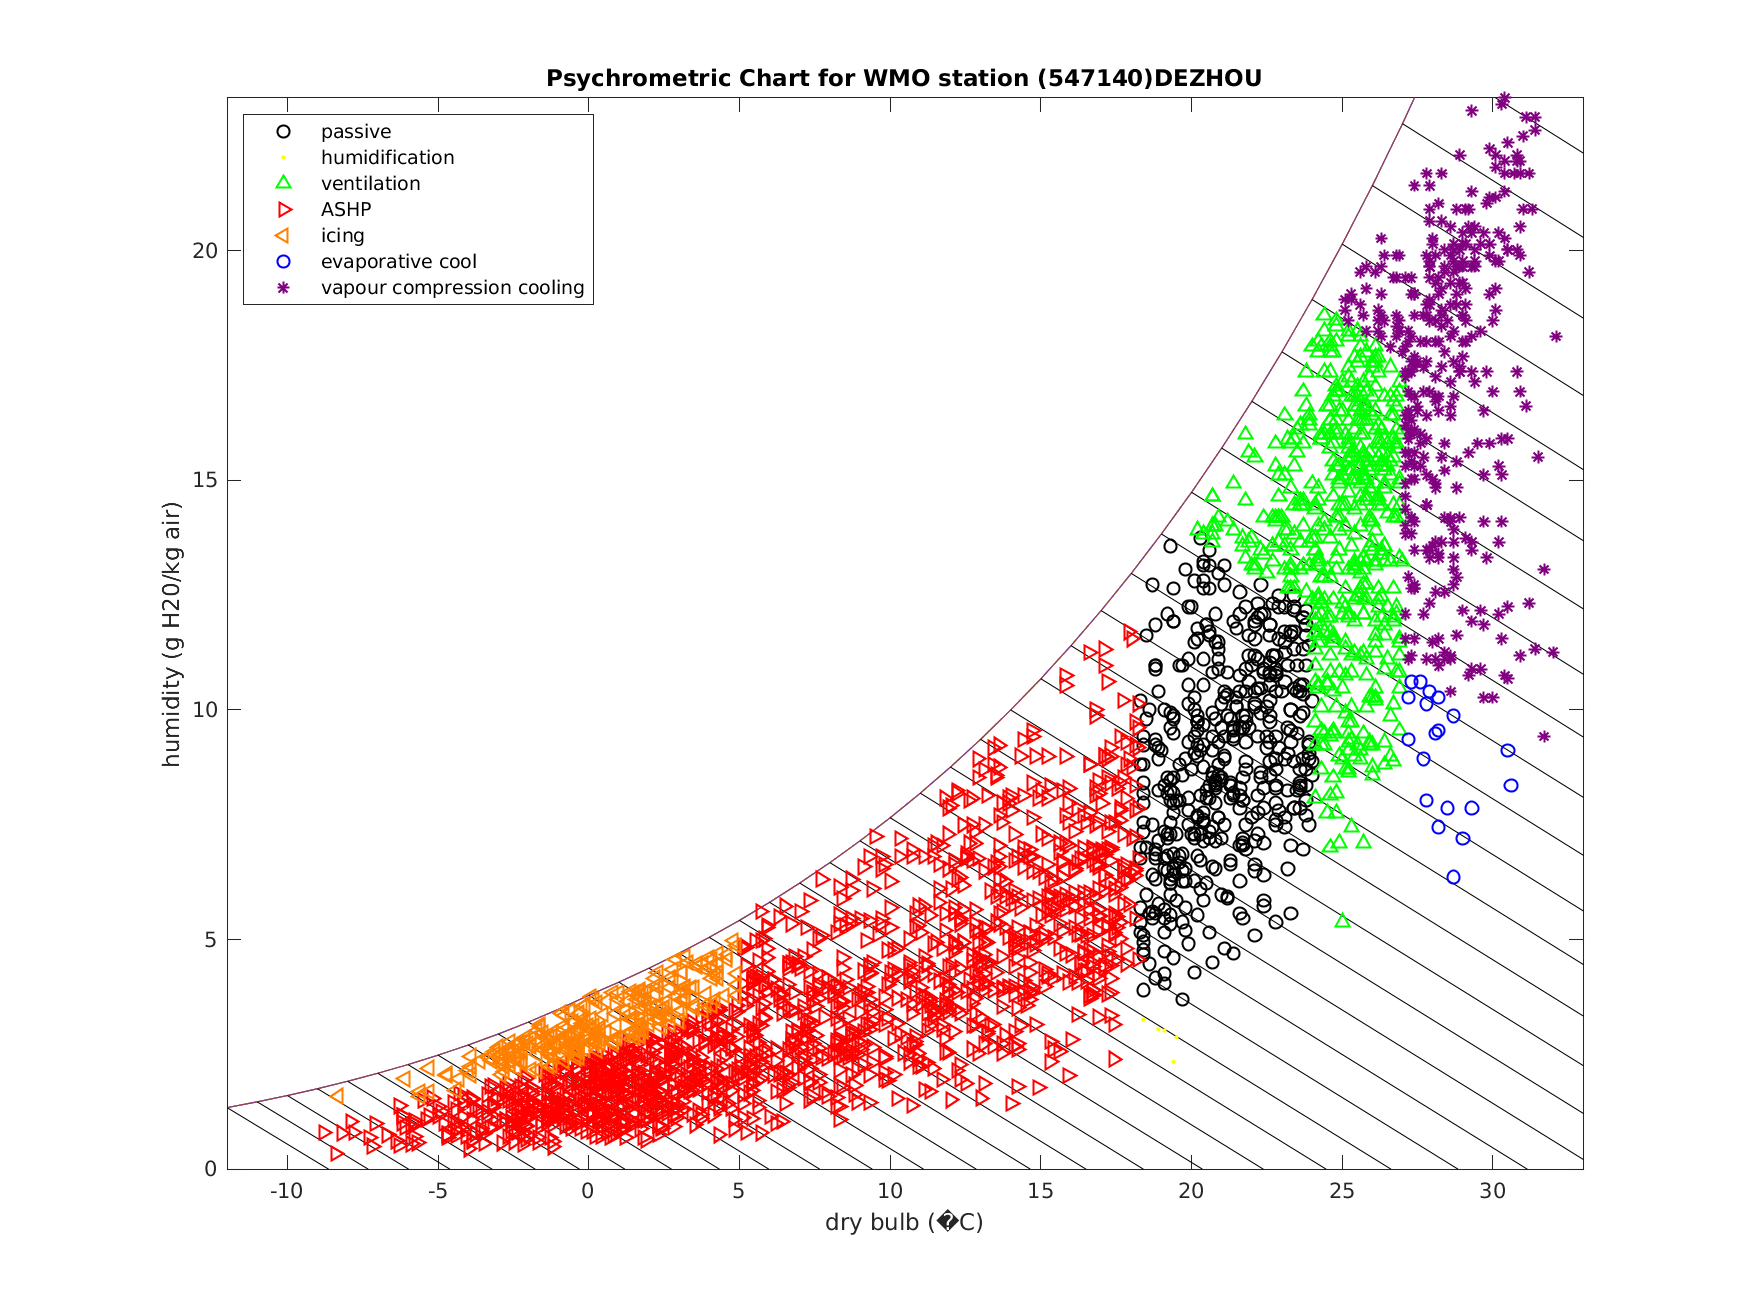 Psychrometric Chart for WMO station (547140)DEZHOU
passive
humidification
ventilation
ASHP
icing
evaporative cool
vapour compression cooling
humidity (g H20/kg air)
20
15
10
5
0
-10 -5 0 5 10 15 20 25 30
dry bulb (�C)